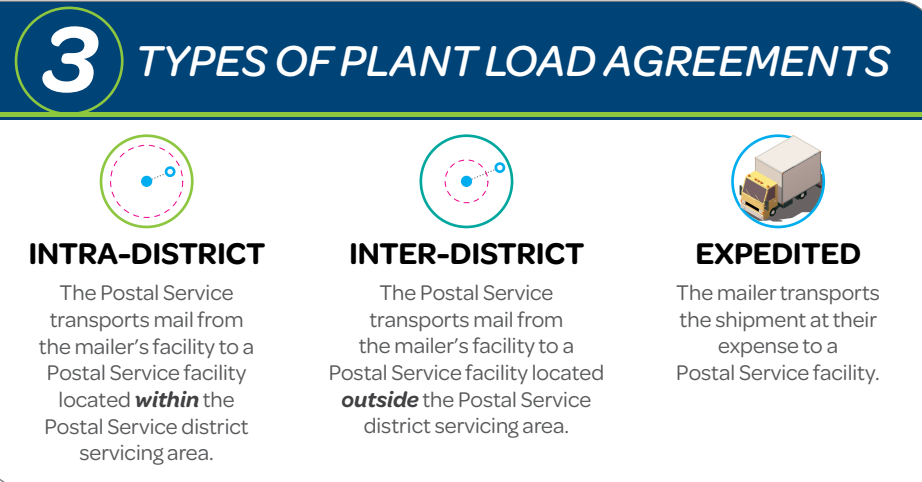 3 TYPES OF PLANT LOAD AGREEMENTS
INTRA-DISTRICT
The Postal Service
transports mail from
the mailer's facility to a
Postal Service facility
located within the
Postal Service district
servicing area.
INTER-DISTRICT
The Postal Service
transports mail from
the mailer's facility to a
Postal Service facility located
outside the Postal Service
district servicing area.
EXPEDITED
The mailer transports
the shipment at their
expense to a
Postal Service facility.